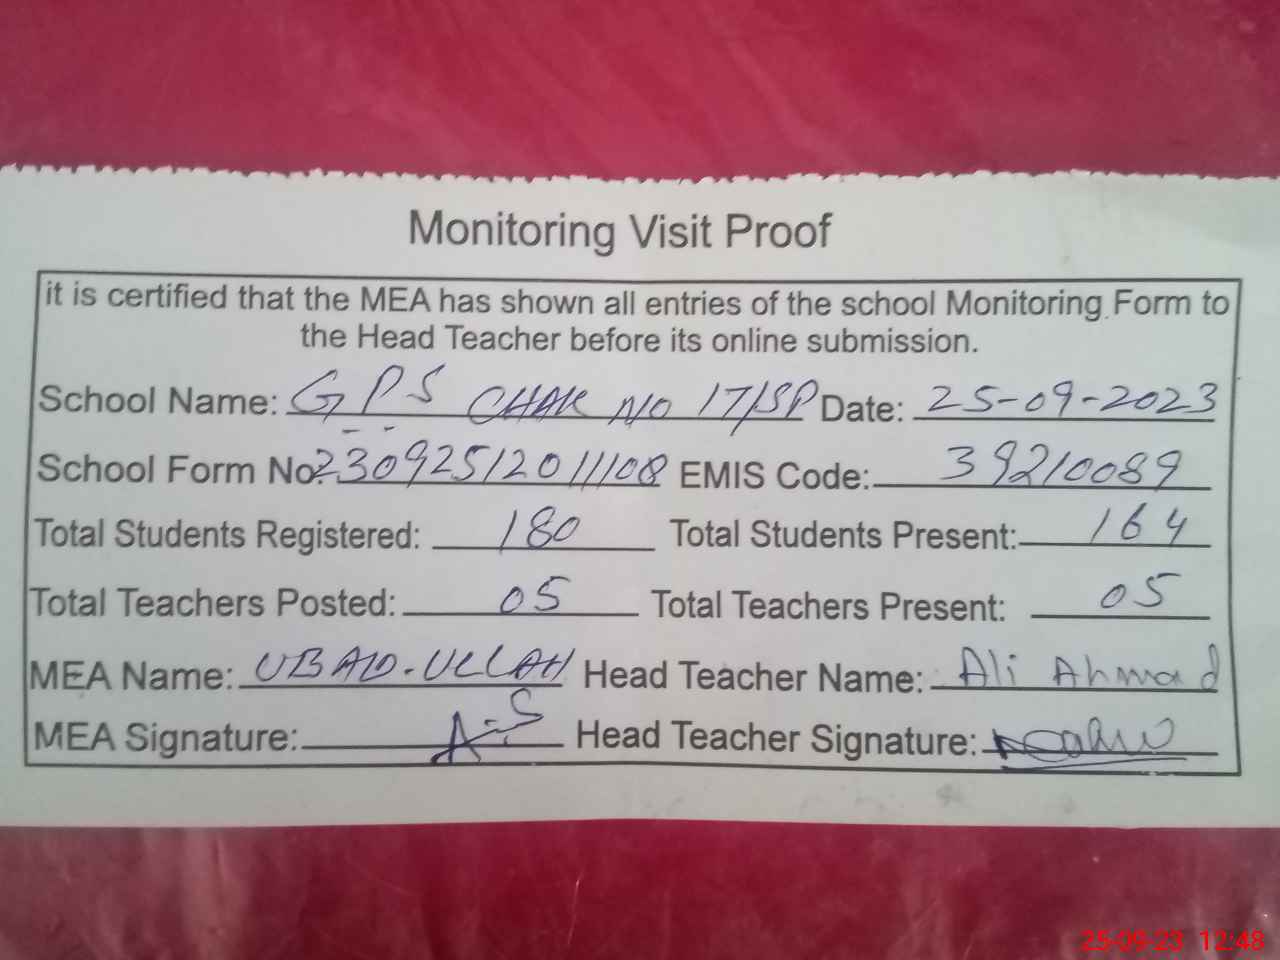 Monitoring Visit Proof
it is certified that the MEA has shown all entries of the school Monitoring Form to
the Head Teacher before its online submission.
School Name: GPS CHAK NO 17/SP Date: 25-09-2023
School Form No: 23092512011108 EMIS Code: 39210089
Total Students Registered: 180 Total Students Present: 164
Total Teachers Posted: 05 Total Teachers Present: 05
MEA Name: UBAID-ULLAH Head Teacher Name: Ali Ahmad
MEA Signature: Head Teacher Signature:
25-09-23 12:48